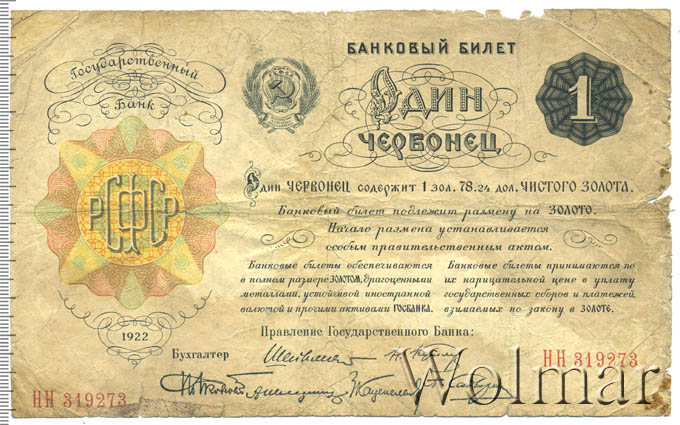 Государственный
Банк
БАНКОВЫЙ БИЛЕТ
Один
ЧЕРВОНЕЦ
1
РСФСР
Один ЧЕРВОНЕЦ содержит 1 зол. 78.24 дол. ЧИСТОГО ЗОЛОТА.
Банковый билет подлежит размену на ЗОЛОТО.
Начало размена устанавливается
особым правительственным актом.
Банковые билеты обеспечиваются
в полном размере ЗОЛОТОМ, драгоценными
металлами, устойчивой иностранной
валютой и прочими активами ГОСБАНКА.
Банковые билеты принимаются по
их нарицательной цене в уплату
государственных сборов и платежей,
взимаемых по закону в ЗОЛОТЕ.
1922
Правление Государственного Банка:
Бухгалтер
НН 319273
НН 319273
Wolmar